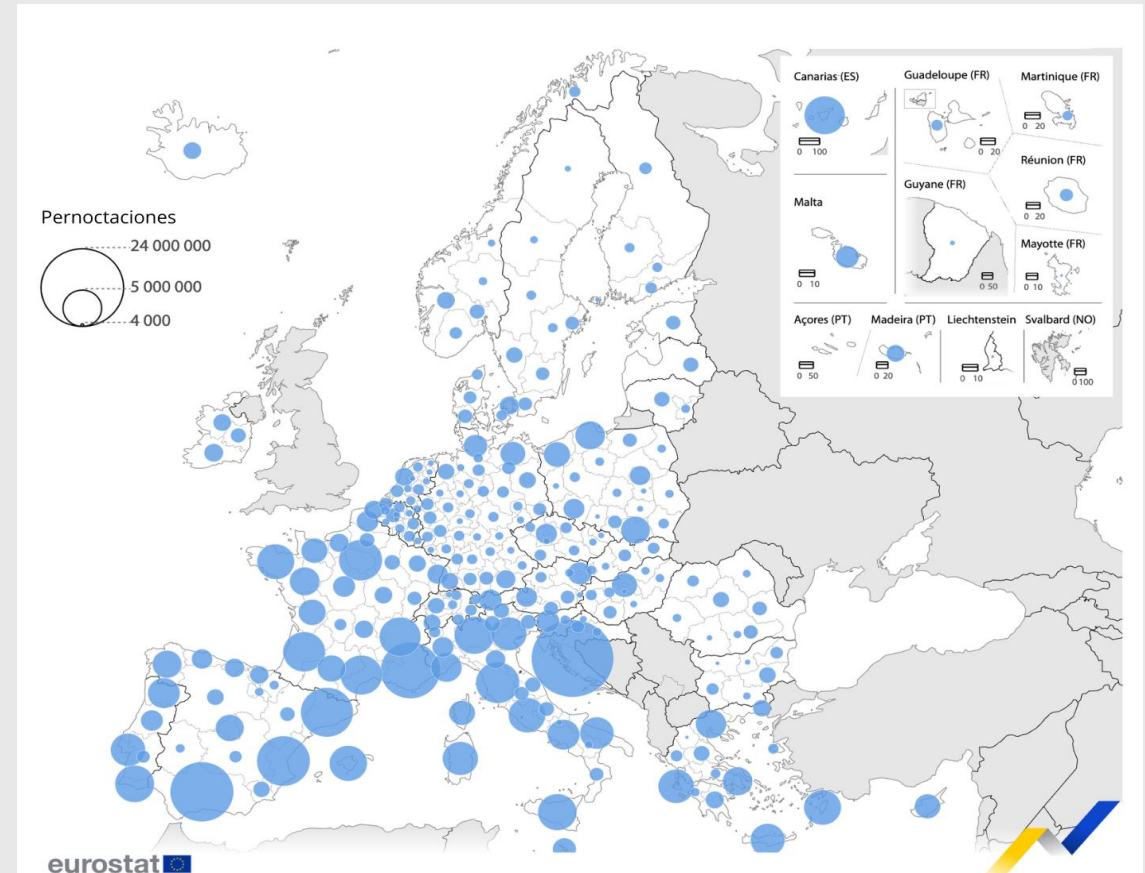 Pernoctaciones
24 000 000
5 000 000
4 000
Canarias (ES)
0 100
Guadeloupe (FR)
0 20
Martinique (FR)
0 20
Réunion (FR)
0 20
Malta
0 10
Guyane (FR)
0 50
Mayotte (FR)
0 10
Açores (PT)
0 50
Madeira (PT)
0 20
Liechtenstein
0 10
Svalbard (NO)
0 100
eurostat